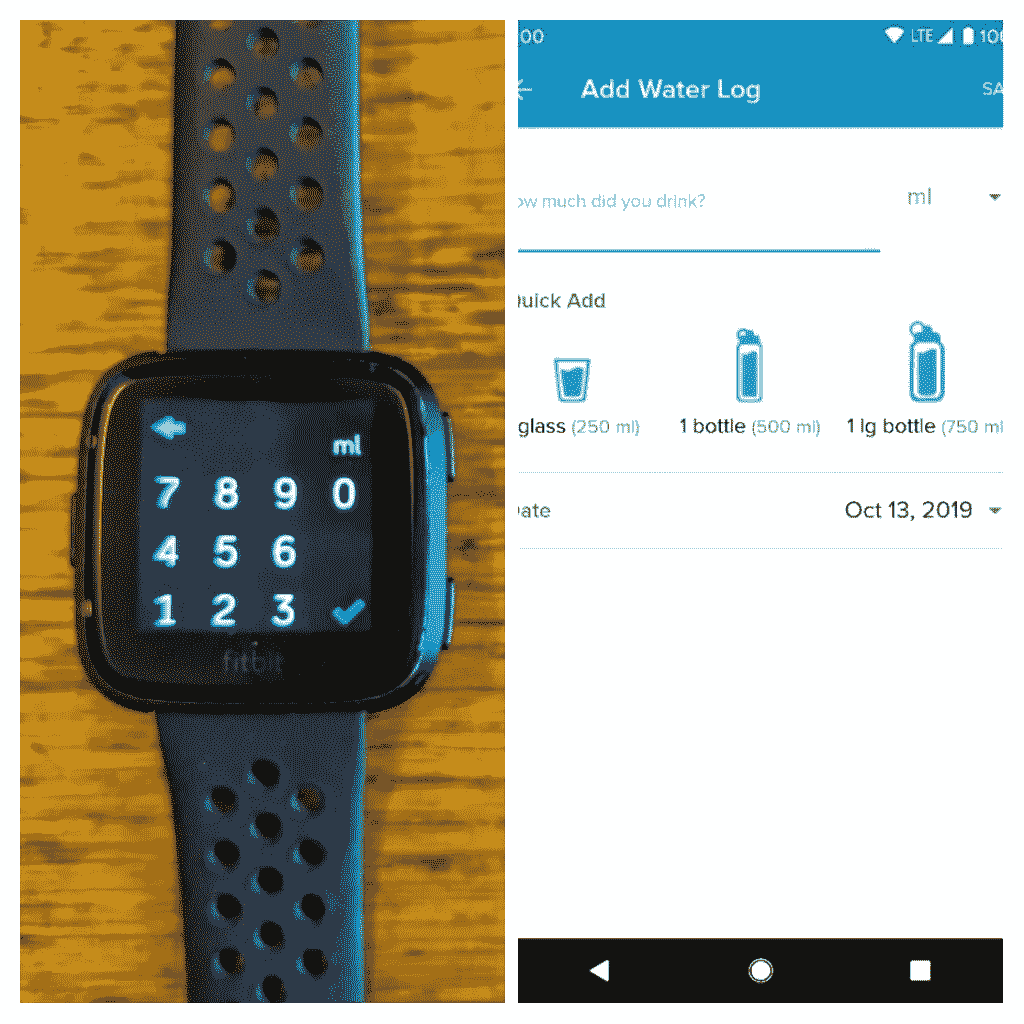 ml
7 8 9 0
4 5 6
1 2 3
fitbit
00 LTE 10
Add Water Log SA
ow much did you drink? ml
uick Add
glass (250 ml) 1 bottle (500 ml) 1 lg bottle (750 ml
ate Oct 13, 2019